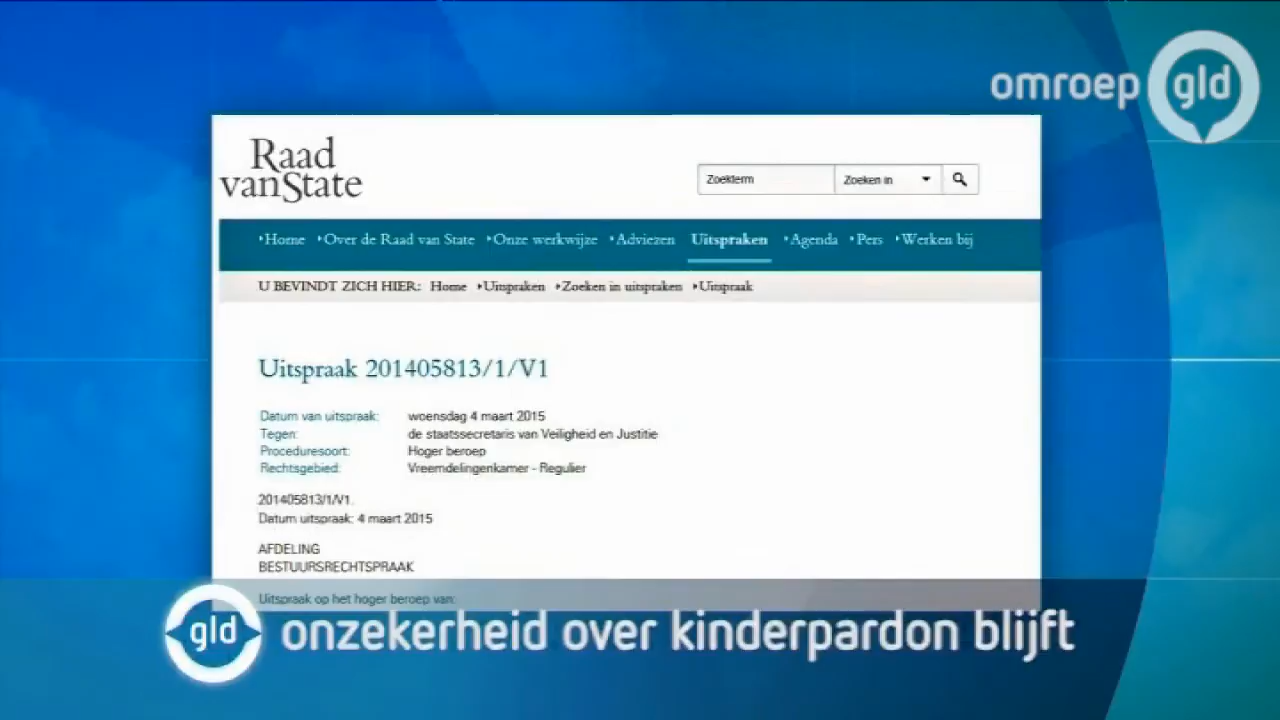 omroep gld
Raad
vanState
Zoekterm Zoeken in
Home Over de Raad van State Onze werkwijze Adviezen Uitspraken Agenda Pers Werken bij
U BEVINDT ZICH HIER: Home Uitspraken Zoeken in uitspraken Uitspraak
Uitspraak 201405813/1/V1
Datum van uitspraak: woensdag 4 maart 2015
Tegen: de staatssecretaris van Veiligheid en Justitie
Proceduresoort: Hoger beroep
Rechtsgebied: Vreemdelingenkamer - Regulier
201405813/1/V1.
Datum uitspraak: 4 maart 2015
AFDELING
BESTUURSRECHTSPRAAK
Uitspraak op het hoger beroep van:
gld onzekerheid over kinderpardon blijft